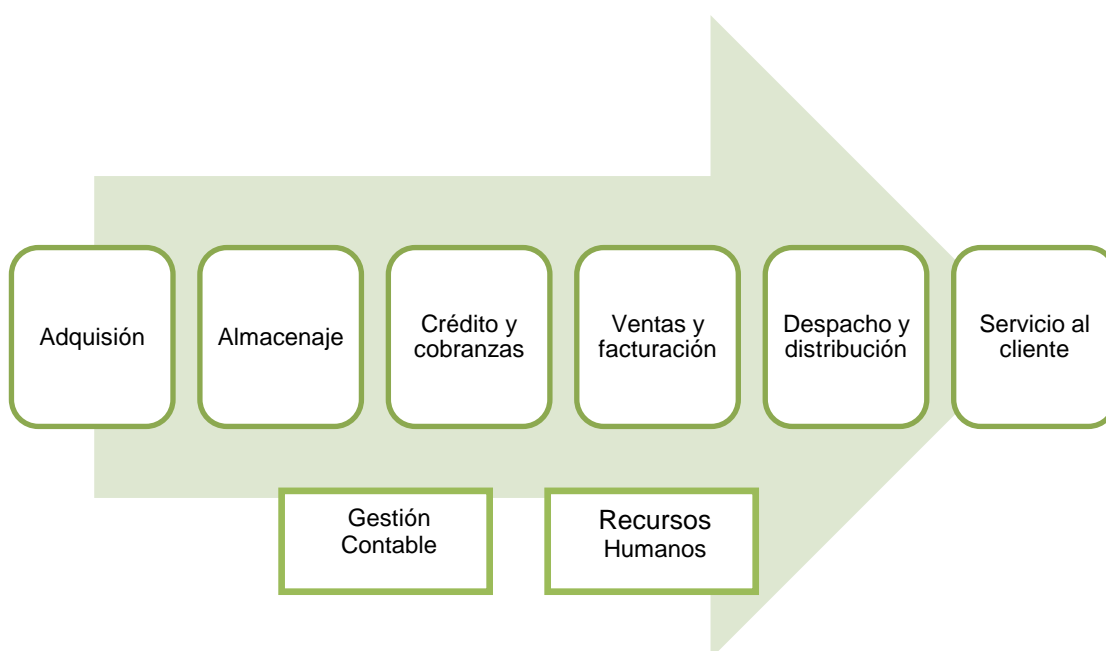 Adquisión
Almacenaje
Crédito y
cobranzas
Ventas y
facturación
Despacho y
distribución
Servicio al
cliente
Gestión
Contable
Recursos
Humanos